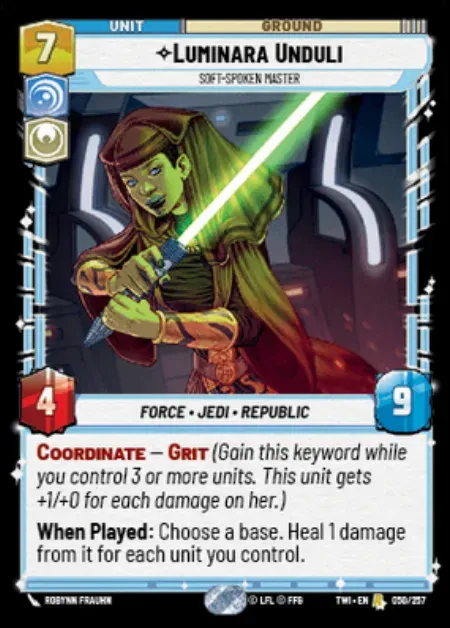 UNIT
GROUND
7
LUMINARA UNDULI
SOFT-SPOKEN MASTER
4
FORCE • JEDI • REPUBLIC
9
COORDINATE – GRIT (Gain this keyword while
you control 3 or more units. This unit gets
+1/+0 for each damage on her.)
When Played: Choose a base. Heal 1 damage
from it for each unit you control.
ROBYNN FRAUHN
© LFL © FFG
TWI • EN
050/257